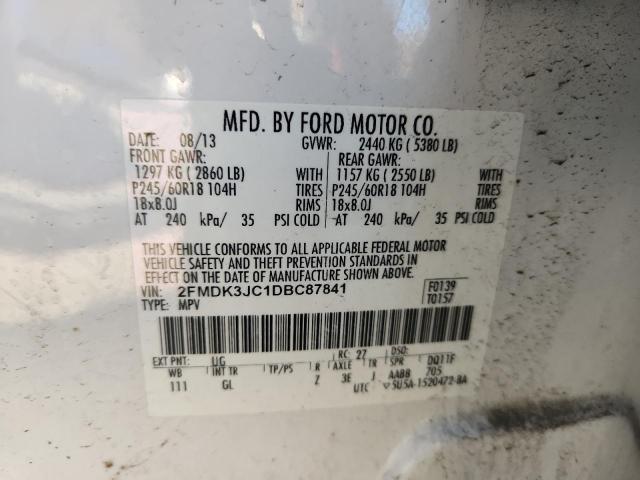 MFD. BY FORD MOTOR CO.
DATE: 08/13 GVWR: 2440 KG ( 5380 LB)
FRONT GAWR: REAR GAWR:
1297 KG ( 2860 LB) WITH 1157 KG ( 2550 LB) WITH
P245/60R18 104H TIRES P245/60R18 104H TIRES
18x8.0J RIMS 18x8.0J RIMS
AT 240 kPa/ 35 PSI COLD AT 240 kPa/ 35 PSI COLD
THIS VEHICLE CONFORMS TO ALL APPLICABLE FEDERAL MOTOR
VEHICLE SAFETY AND THEFT PREVENTION STANDARDS IN
EFFECT ON THE DATE OF MANUFACTURE SHOWN ABOVE.
VIN: 2FMDK3JC1DBC87841 F0139
TYPE: MPV T0157
EXT PNT: UG RC: 27 DSO:
WB INT TR TP/PS R AXLE TR SPR DQ11F
111 GL Z 3E J AABB 705
UTC 5U5A-1520472-BA